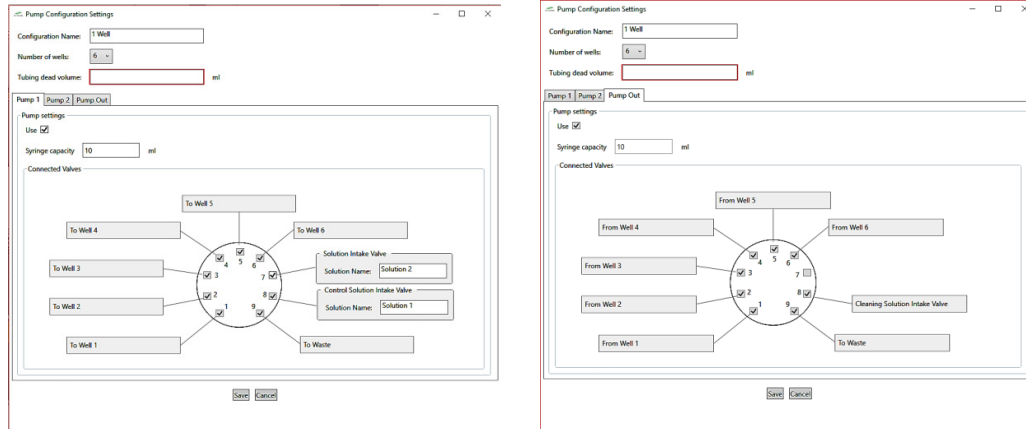 Pump Configuration Settings
Configuration Name: 1 Well
Number of wells: 6
Tubing dead volume: ml
Pump 1 Pump 2 Pump Out
Pump settings
Use
Syringe capacity 10 ml
Connected Valves
To Well 5
To Well 4
To Well 6
To Well 3
To Well 2
To Well 1
Solution Intake Valve
Solution Name: Solution 2
Control Solution Intake Valve
Solution Name: Solution 1
To Waste
1
2
3
4
5
6
7
8
9
Save Cancel
Pump Configuration Settings
Configuration Name: 1 Well
Number of wells: 6
Tubing dead volume: ml
Pump 1 Pump 2 Pump Out
Pump settings
Use
Syringe capacity 10 ml
Connected Valves
From Well 5
From Well 4
From Well 6
From Well 3
From Well 2
From Well 1
Cleaning Solution Intake Valve
To Waste
1
2
3
4
5
6
7
8
9
Save Cancel